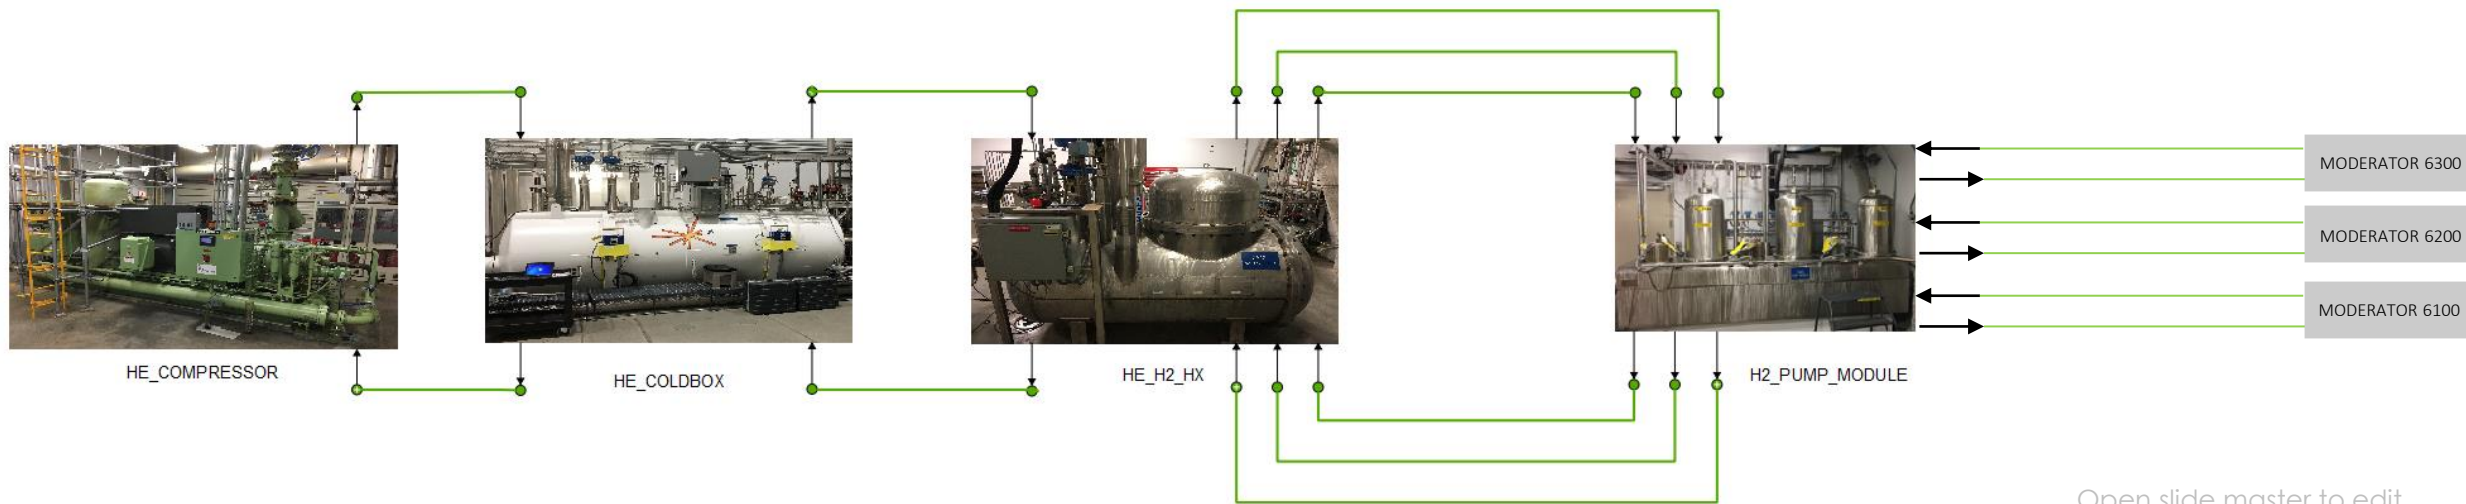 MODERATOR 6300
MODERATOR 6200
MODERATOR 6100
HE_COMPRESSOR
HE_COLDBOX
HE_H2_HX
H2_PUMP_MODULE
Open slide master to edit